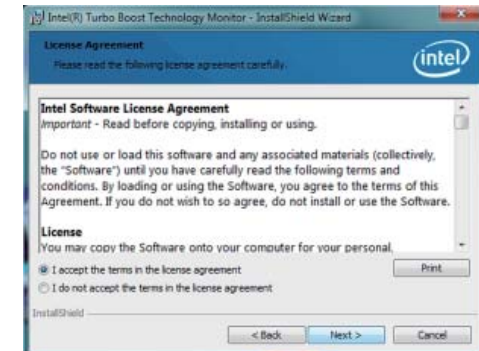 Intel(R) Turbo Boost Technology Monitor - InstallShield Wizard
License Agreement
Please read the following license agreement carefully.
intel
Intel Software License Agreement
Important - Read before copying, installing or using.
Do not use or load this software and any associated materials (collectively,
the "Software") until you have carefully read the following terms and
conditions. By loading or using the Software, you agree to the terms of this
Agreement. If you do not wish to so agree, do not install or use the Software.
License
You may copy the Software onto your computer for your personal,
I accept the terms in the license agreement
Print
I do not accept the terms in the license agreement
InstallShield
< Back
Next >
Cancel